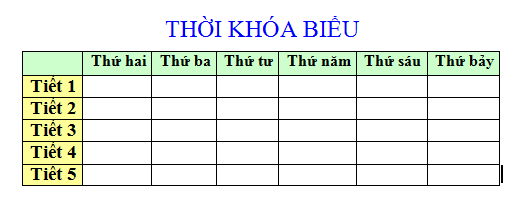 THỜI KHÓA BIỂU
Thứ hai Thứ ba Thứ tư Thứ năm Thứ sáu Thứ bảy
Tiết 1
Tiết 2
Tiết 3
Tiết 4
Tiết 5